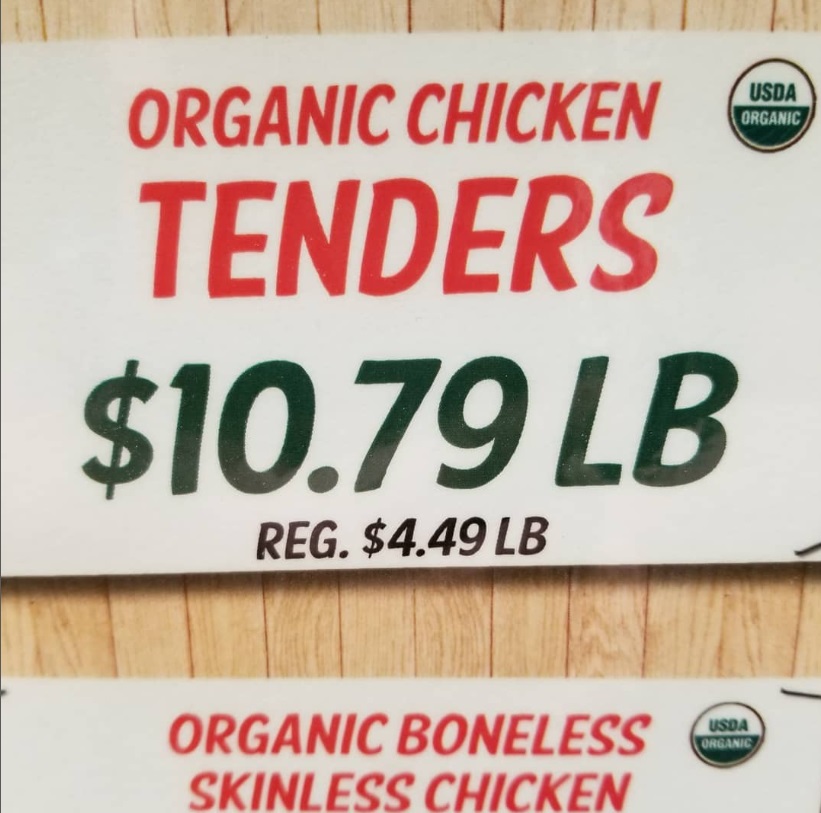 ORGANIC CHICKEN
USDA
ORGANIC
TENDERS
$10.79 LB
REG. $4.49 LB
ORGANIC BONELESS
USDA
ORGANIC
SKINLESS CHICKEN